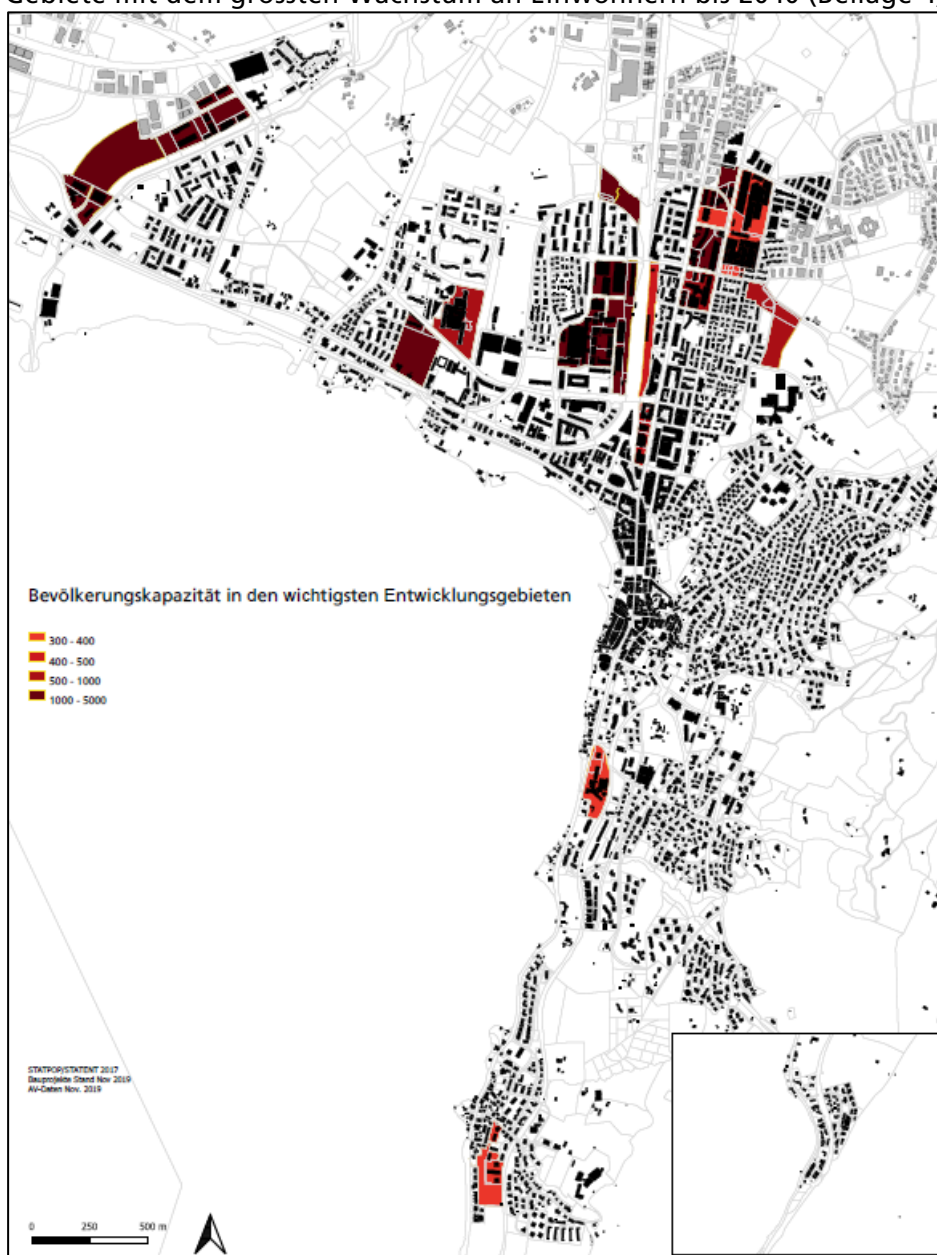 Gebiete mit dem grössten Wachstum an Einwohnern bis 2040 (Beilage
Bevölkerungskapazität in den wichtigsten Entwicklungsgebieten
300 - 400
400 - 500
500 - 1000
1000 - 5000
STATPOP/STATENT 2017
Bauprojekte Stand Nov 2019
AV-Daten Nov. 2019
0 250 500 m